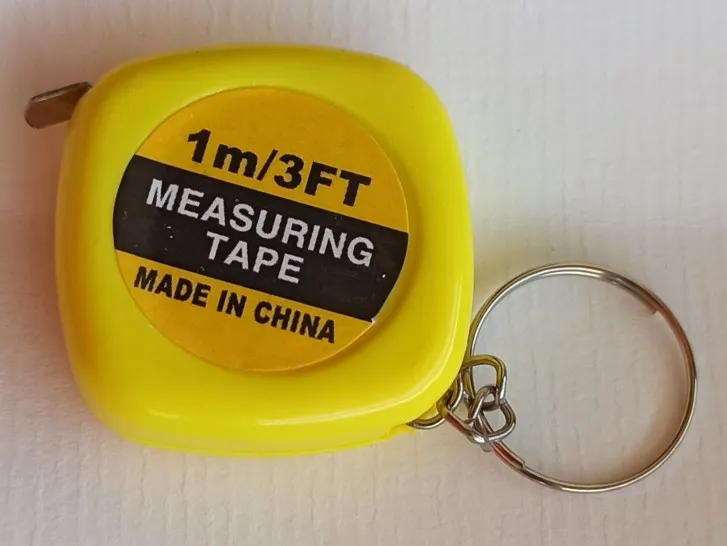 1m/3FT
MEASURING
TAPE
MADE IN CHINA